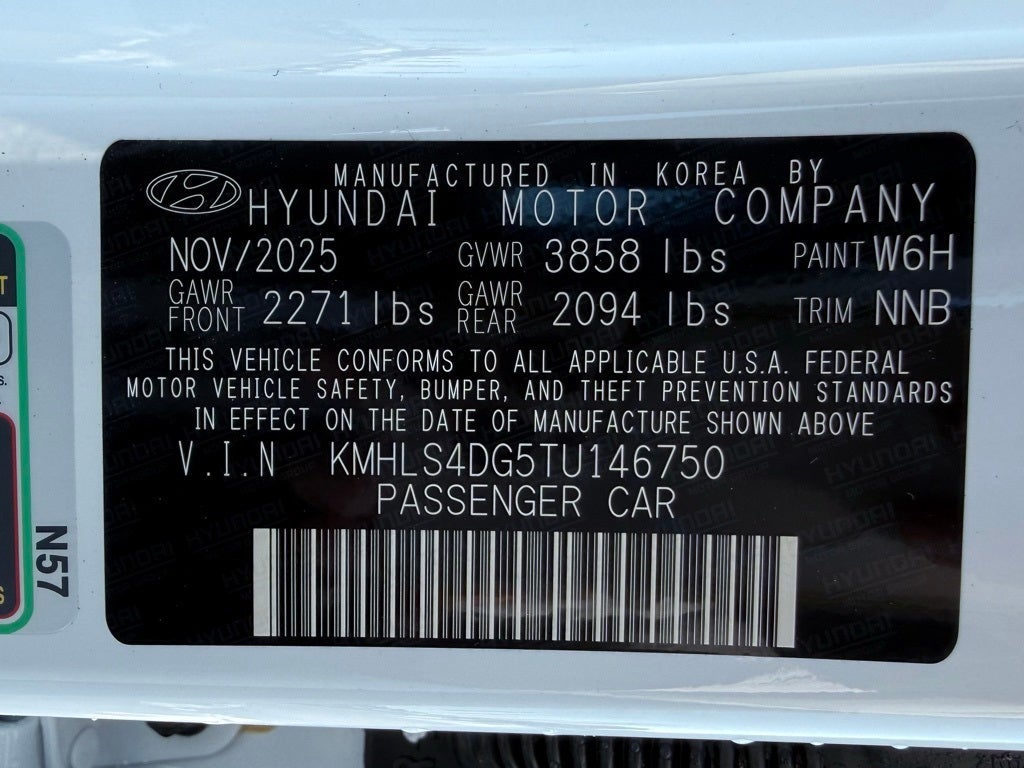 MANUFACTURED IN KOREA BY
HYUNDAI MOTOR COMPANY
NOV/2025 GVWR 3858 lbs PAINT W6H
GAWR FRONT 2271 lbs GAWR REAR 2094 lbs TRIM NNB
THIS VEHICLE CONFORMS TO ALL APPLICABLE U.S.A. FEDERAL
MOTOR VEHICLE SAFETY, BUMPER, AND THEFT PREVENTION STANDARDS
IN EFFECT ON THE DATE OF MANUFACTURE SHOWN ABOVE
V.I.N KMHLS4DG5TU146750
PASSENGER CAR
N57